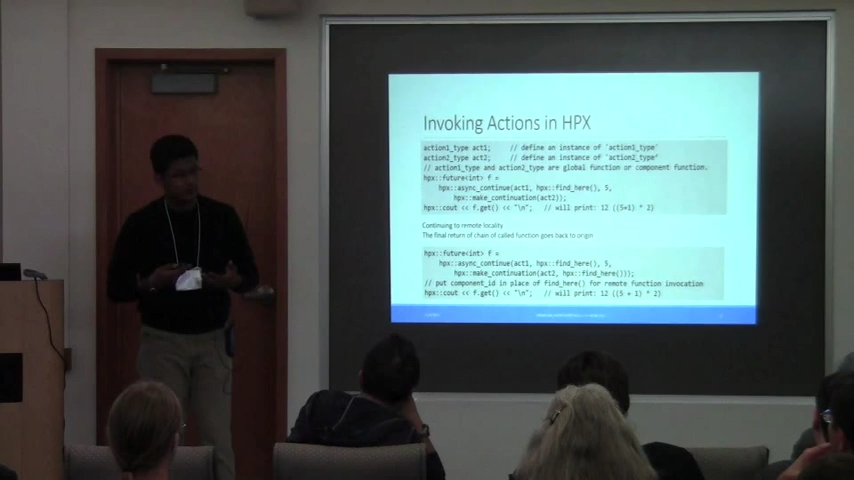 Invoking Actions in HPX
action1_type act1; // define an instance of 'action1_type'
action2_type act2; // define an instance of 'action2_type'
// action1_type and action2_type are global function or component function.
hpx::future<int> f =
hpx::async_continue(act1, hpx::find_here(), 5,
hpx::make_continuation(act2));
hpx::cout << f.get() << "\n"; // will print: 12 ((5+1) * 2)
Continuing to remote locality
The final return of chain of called function goes back to origin
hpx::future<int> f =
hpx::async_continue(act1, hpx::find_here(), 5,
hpx::make_continuation(act2, hpx::find_here()));
// put component_id in place of find_here() for remote function invocation
hpx::cout << f.get() << "\n"; // will print: 12 ((5 + 1) * 2)